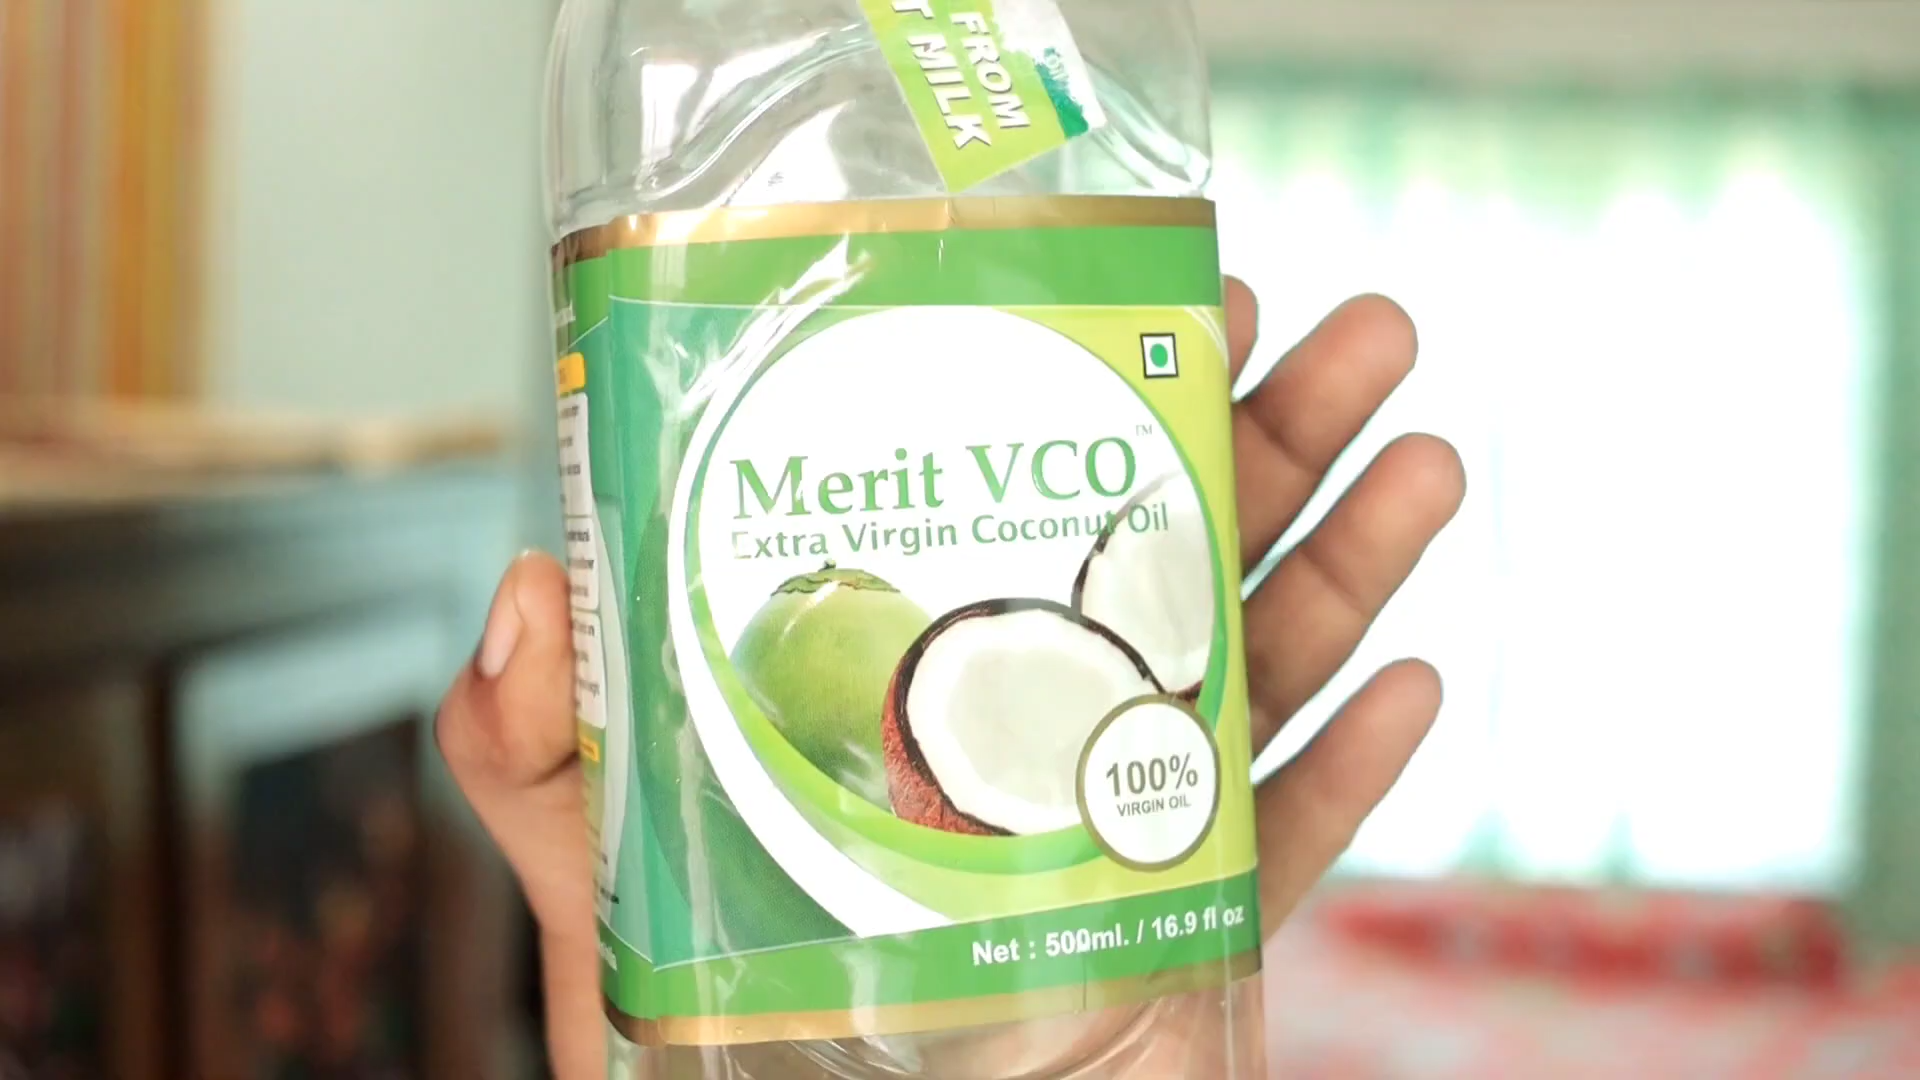 FROM
MILK
Merit VCO™
Extra Virgin Coconut Oil
100%
VIRGIN OIL
Net : 500ml. / 16.9 fl oz